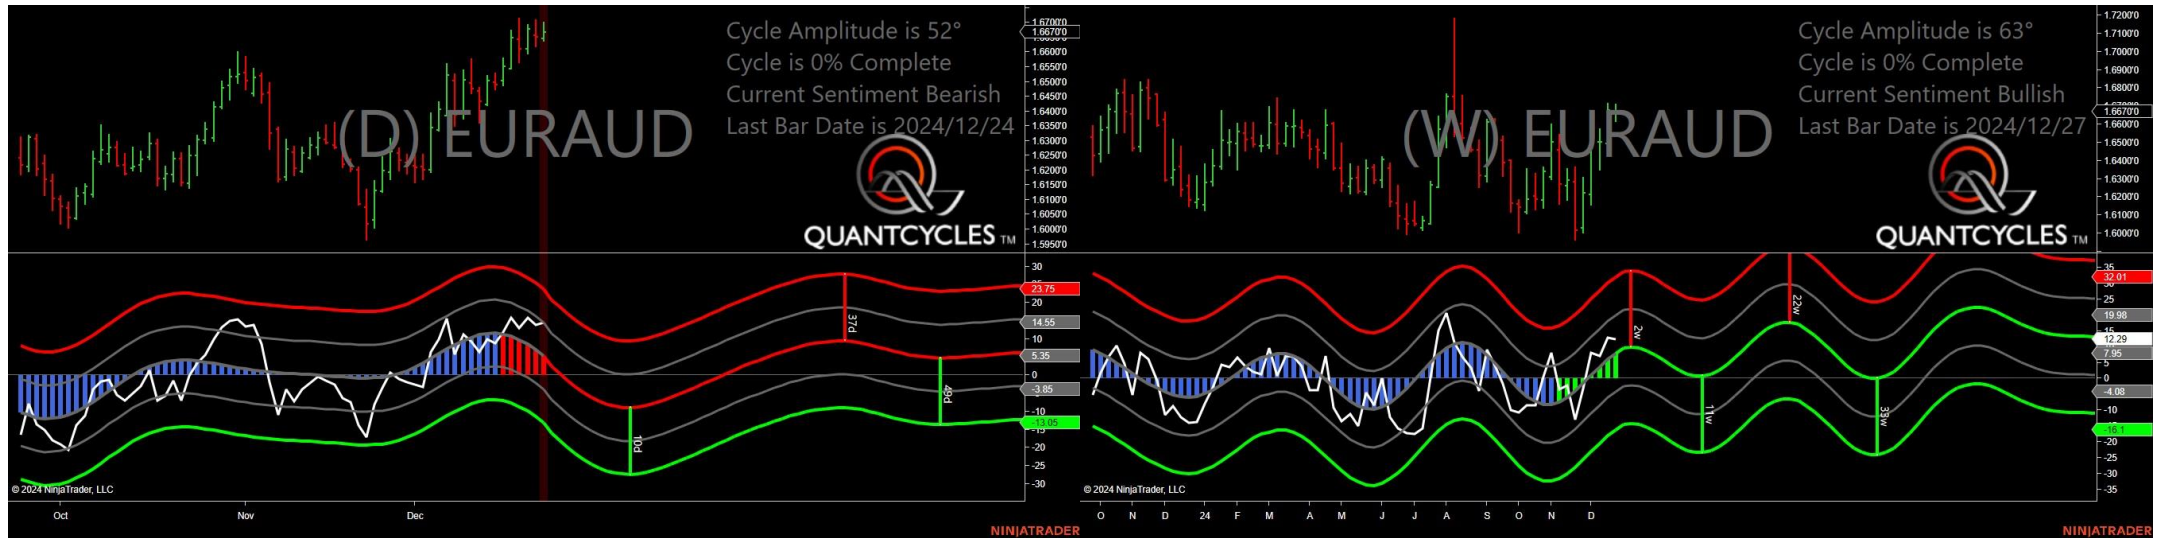 Cycle Amplitude is 52°
Cycle is 0% Complete
Current Sentiment Bearish
Last Bar Date is 2024/12/24
(D) EURAUD
QUANTCYCLES TM
1.6700'0
1.6670'0
1.6600'0
1.6550'0
1.6500'0
1.6450'0
1.6400'0
1.6350'0
1.6300'0
1.6250'0
1.6200'0
1.6150'0
1.6100'0
1.6050'0
1.6000'0
1.5950'0
30
23.75
20
14.55
10
5.35
0
-3.85
-10
-13.05
-20
-25
-30
10d
37d
49d
© 2024 NinjaTrader, LLC
Oct Nov Dec
NINJATRADER
Cycle Amplitude is 63°
Cycle is 0% Complete
Current Sentiment Bullish
Last Bar Date is 2024/12/27
(W) EURAUD
QUANTCYCLES TM
1.7200'0
1.7100'0
1.7000'0
1.6900'0
1.6800'0
1.6670'0
1.6600'0
1.6500'0
1.6400'0
1.6300'0
1.6200'0
1.6100'0
1.6000'0
35
32.01
25
19.98
15
12.29
7.95
5
0
-4.08
-10
-16.1
-20
-25
-30
-35
2w
11w
22w
33w
© 2024 NinjaTrader, LLC
O N D 24 F M A M J J A S O N D
NINJATRADER